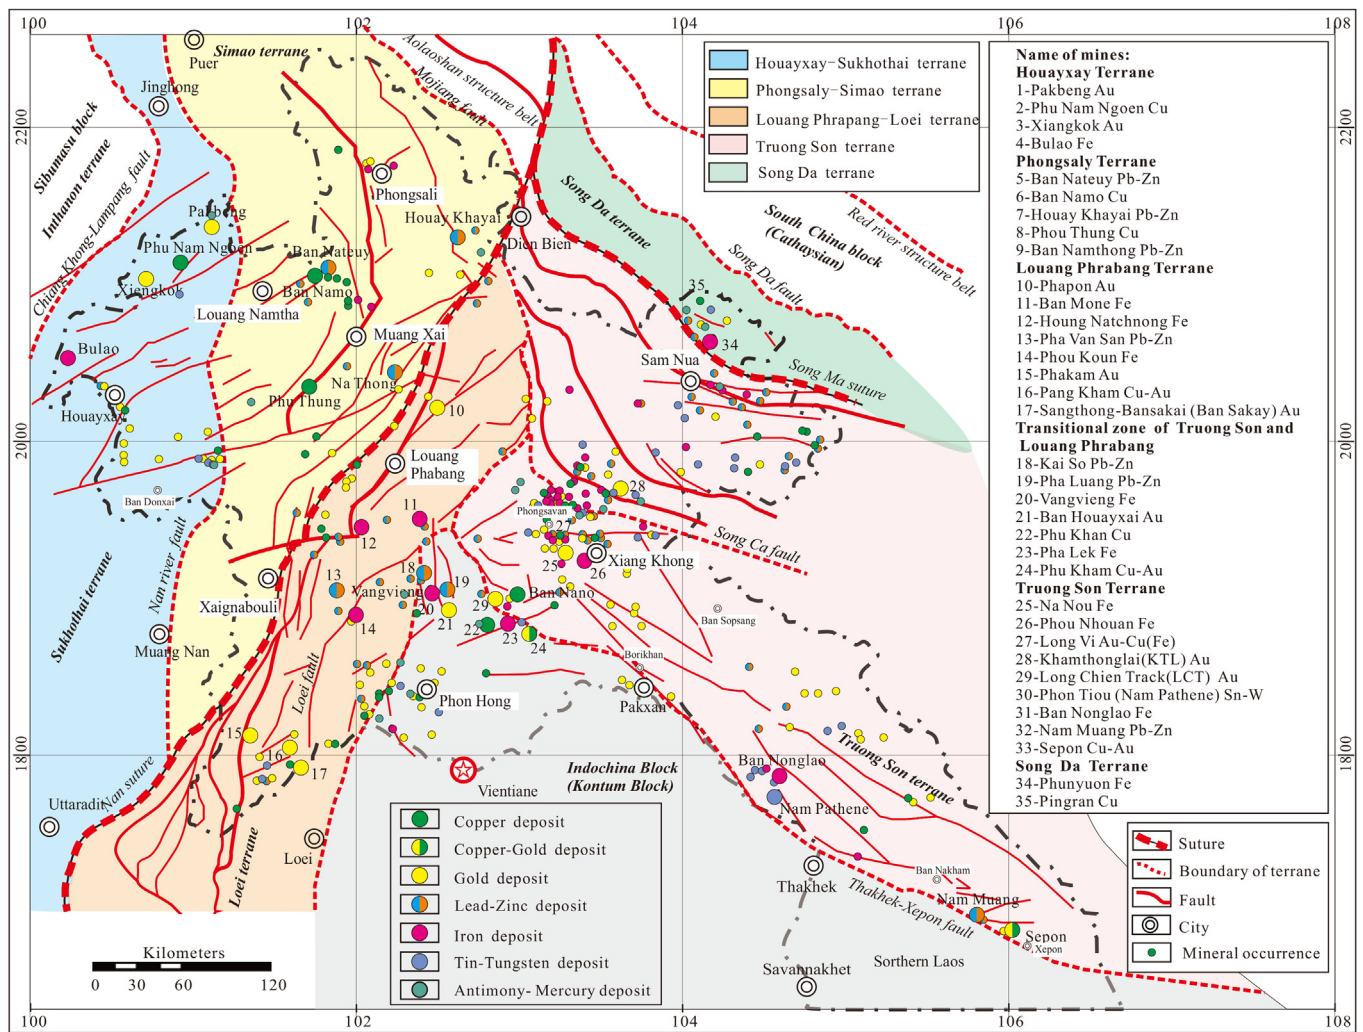 100
102
104
106
108
2200
2000
1800
2200
2000
1800
100
102
104
106
108
Simao terrane
Puer
Jinghong
Aolaoshan structure belt
Mojiang fault
Sibumasu block
Inthanon terrane
Chiang Khong-Lampang fault
Phongsali
Houay Khayai
Dien Bien
Song Da terrane
South China block
(Cathaysian)
Red river structure belt
Song Da fault
Pakbeng
Phu Nam Ngoen
Xiengkok
Ban Nateuy
Ban Namo
Louang Namtha
Muang Xai
Bulao
Houayxay
Na Thong
Phu Thung
10
35
34
Sam Nua
Song Ma suture
Louang
Phabang
Ban Donxai
11
12
Phongsavan
27
28
25
26
Xiang Khong
Song Ca fault
Nan river fault
Sukhothai terrane
Xaignabouli
Muang Nan
13
Vangvieng
14
18
19
20
21
29
Ban Nano
22
23
24
Ban Sopsang
Borikhan
Pakxan
Loei fault
Phon Hong
15
16
17
Nan suture
Uttaradit
Loei terrane
Loei
Vientiane
Indochina Block
(Kontum Block)
Truong Son terrane
Ban Nonglao
Nam Pathene
Thakhek
Thakhek-Xepon fault
Ban Nakham
Nam Muang
Sepon
Xepon
Savannakhet
Sorthern Laos
Houayxay-Sukhothai terrane
Phongsaly-Simao terrane
Louang Phrapang-Loei terrane
Truong Son terrane
Song Da terrane
Name of mines:
Houayxay Terrane
1-Pakbeng Au
2-Phu Nam Ngoen Cu
3-Xiangkok Au
4-Bulao Fe
Phongsaly Terrane
5-Ban Nateuy Pb-Zn
6-Ban Namo Cu
7-Houay Khayai Pb-Zn
8-Phou Thung Cu
9-Ban Namthong Pb-Zn
Louang Phrabang Terrane
10-Phapon Au
11-Ban Mone Fe
12-Houng Natchnong Fe
13-Pha Van San Pb-Zn
14-Phou Koun Fe
15-Phakam Au
16-Pang Kham Cu-Au
17-Sangthong-Bansakai (Ban Sakay) Au
Transitional zone of Truong Son and
Louang Phrabang
18-Kai So Pb-Zn
19-Pha Luang Pb-Zn
20-Vangvieng Fe
21-Ban Houayxai Au
22-Phu Khan Cu
23-Pha Lek Fe
24-Phu Kham Cu-Au
Truong Son Terrane
25-Na Nou Fe
26-Phou Nhouan Fe
27-Long Vi Au-Cu(Fe)
28-Khamthonglai(KTL) Au
29-Long Chien Track(LCT) Au
30-Phon Tiou (Nam Pathene) Sn-W
31-Ban Nonglao Fe
32-Nam Muang Pb-Zn
33-Sepon Cu-Au
Song Da Terrane
34-Phunyuon Fe
35-Pingran Cu
Copper deposit
Copper-Gold deposit
Gold deposit
Lead-Zinc deposit
Iron deposit
Tin-Tungsten deposit
Antimony- Mercury deposit
Suture
Boundary of terrane
Fault
City
Mineral occurrence
Kilometers
0 30 60 120